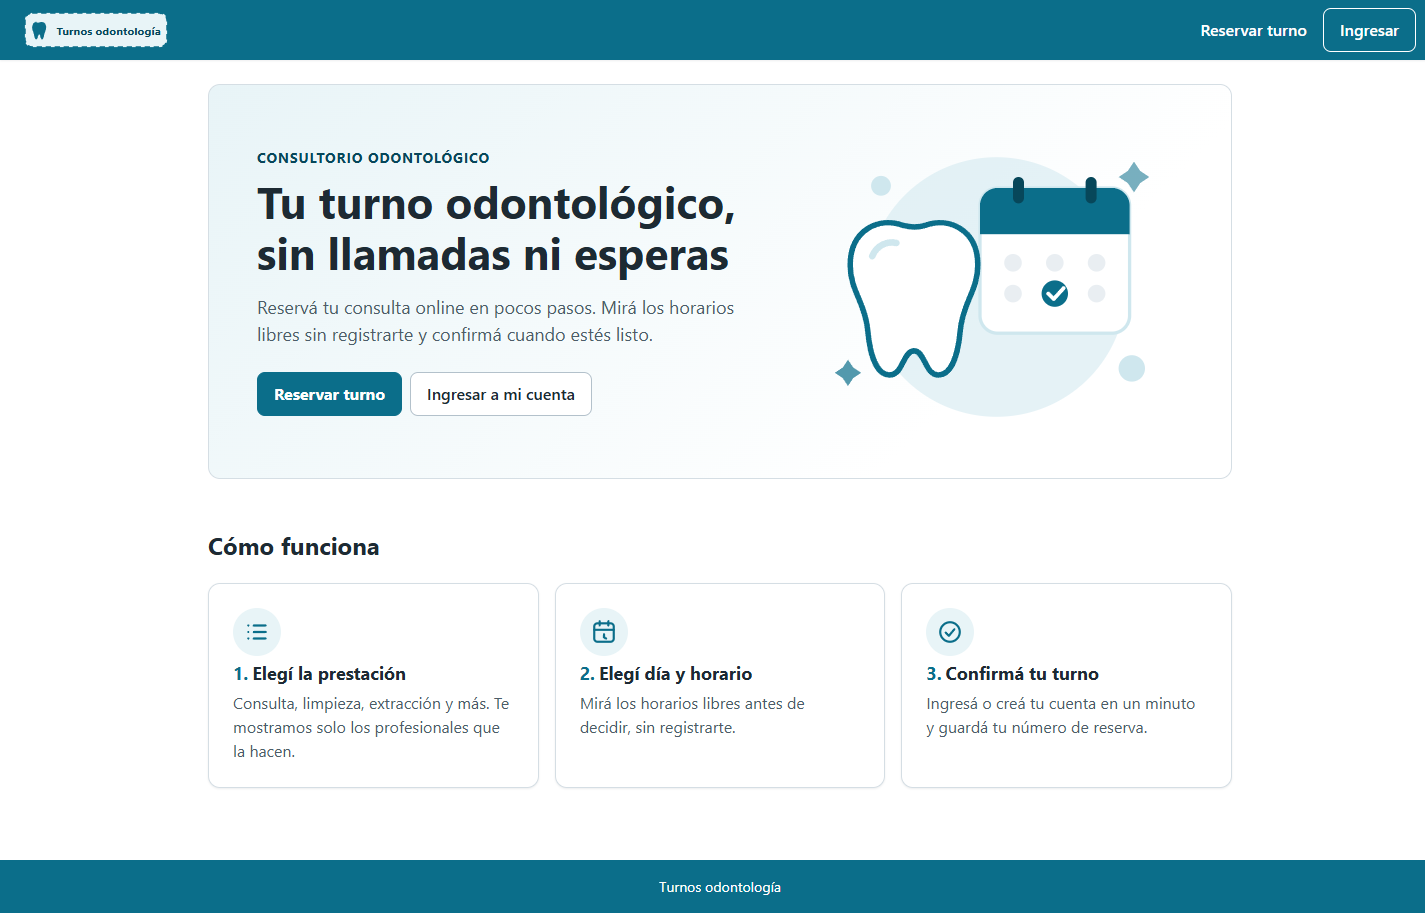 Turnos odontología
Reservar turno
Ingresar
CONSULTORIO ODONTOLÓGICO
Tu turno odontológico,
sin llamadas ni esperas
Reservá tu consulta online en pocos pasos. Mirá los horarios
libres sin registrarte y confirmá cuando estés listo.
Reservar turno
Ingresar a mi cuenta
Cómo funciona
1. Elegí la prestación
Consulta, limpieza, extracción y más. Te
mostramos solo los profesionales que
la hacen.
2. Elegí día y horario
Mirá los horarios libres antes de
decidir, sin registrarte.
3. Confirmá tu turno
Ingresá o creá tu cuenta en un minuto
y guardá tu número de reserva.
Turnos odontología